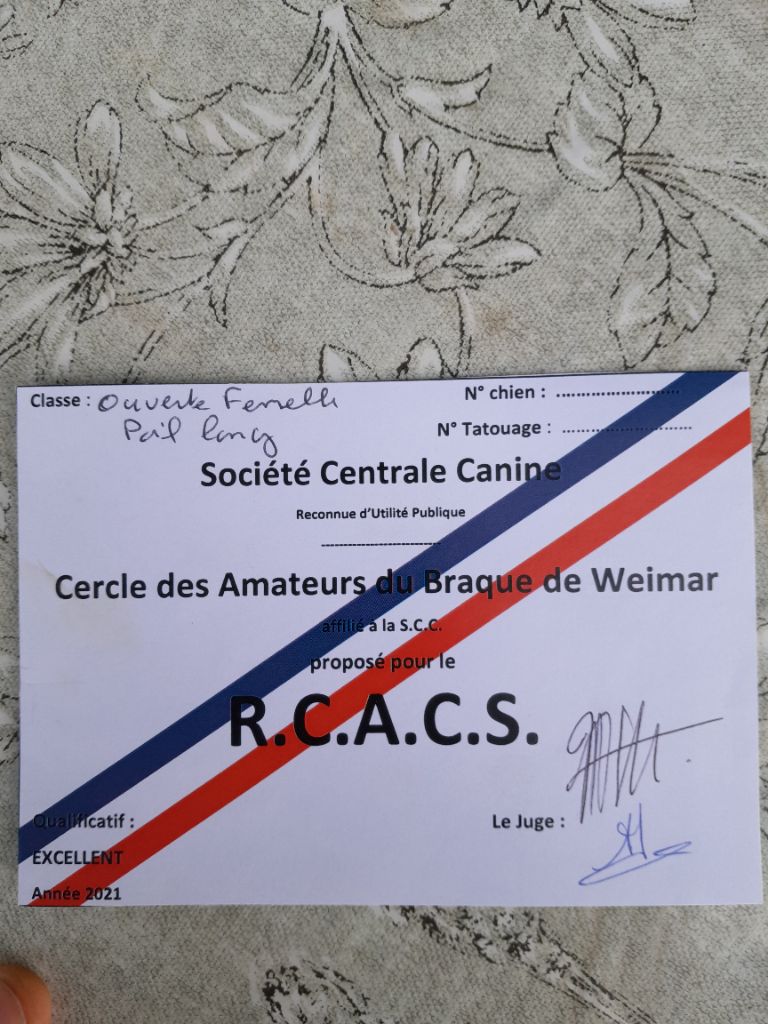 Classe : Ouverte Femelle
Poil long
N° chien : ........................
N° Tatouage : ........................
Société Centrale Canine
Reconnue d'Utilité Publique
---------------------------
Cercle des Amateurs du Braque de Weimar
affilié à la S.C.C.
proposé pour le
R.C.A.C.S.
Qualificatif :
EXCELLENT
Année 2021
Le Juge :